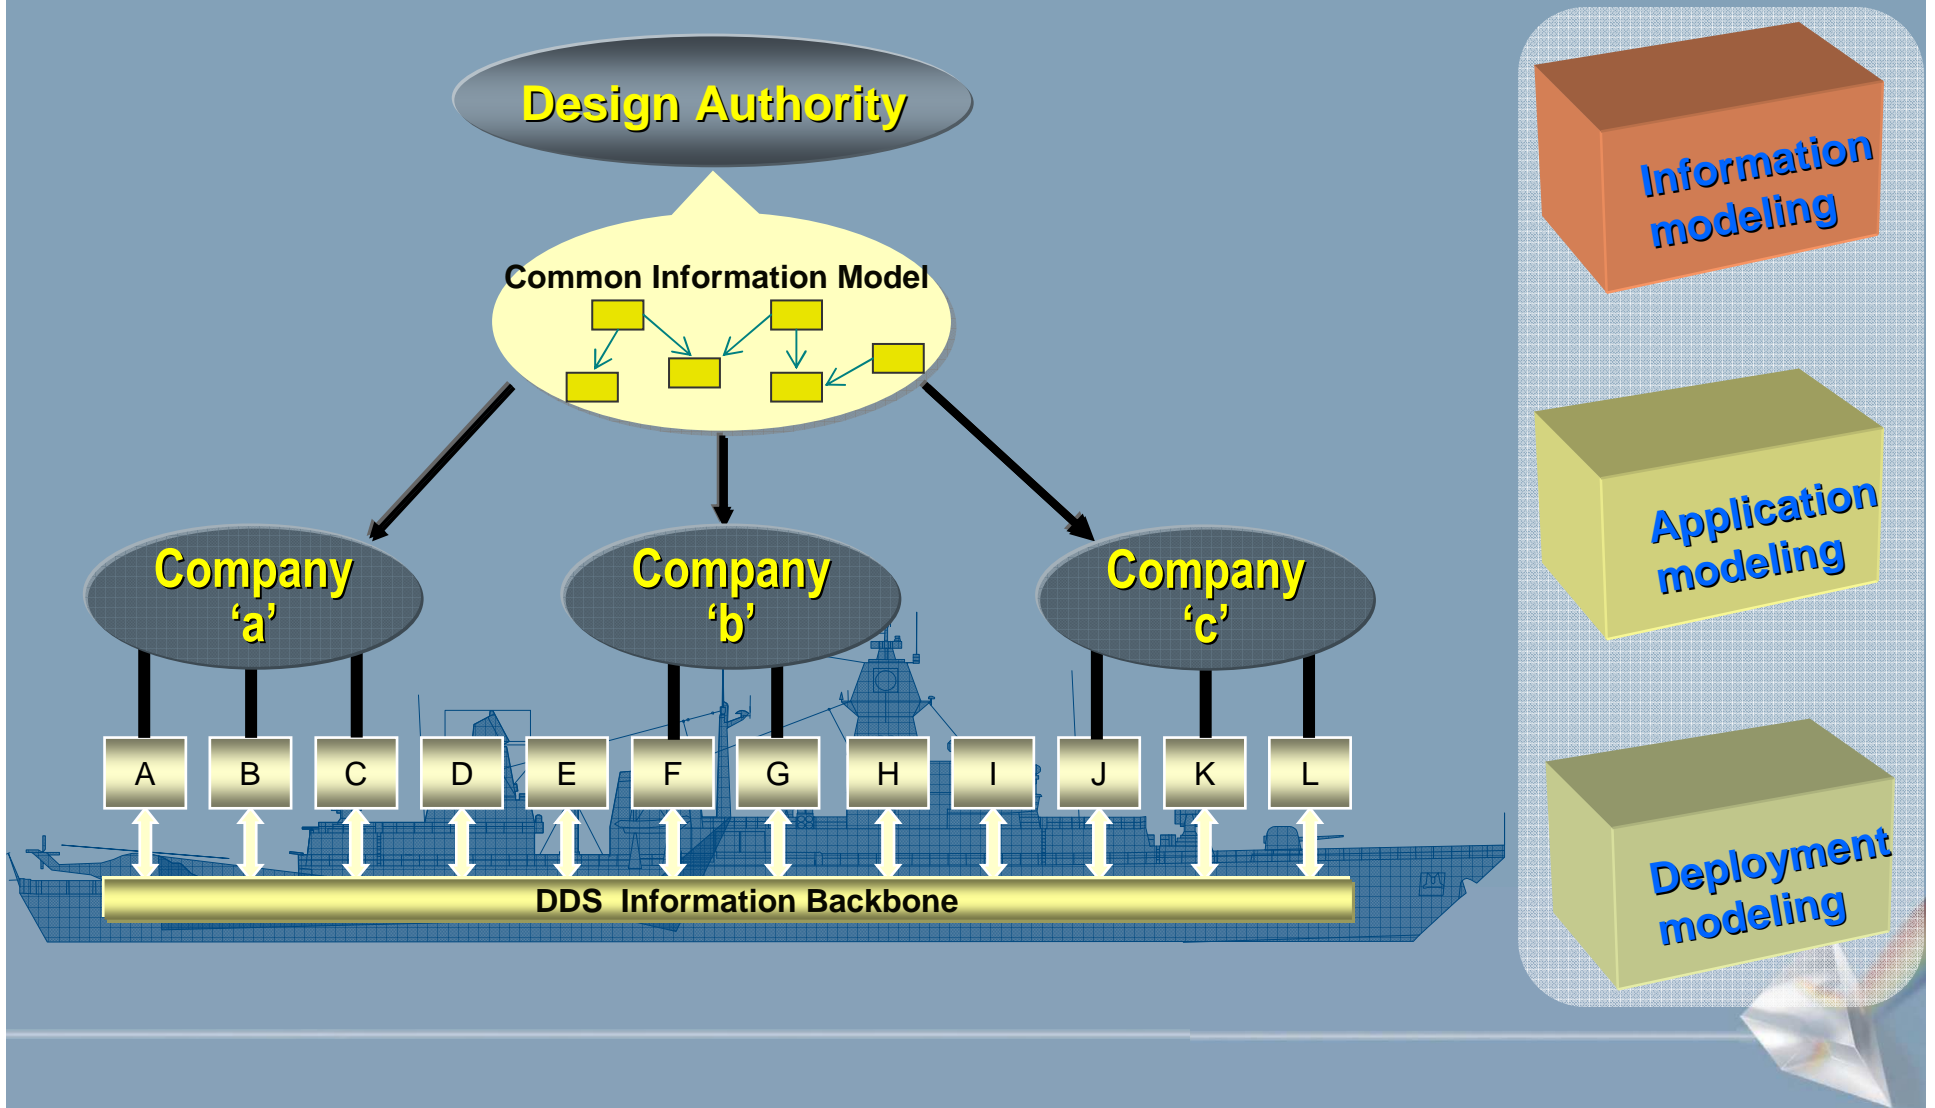 Design Authority
Common Information Model
Company
‘a’
Company
‘b’
Company
‘c’
A
B
C
D
E
F
G
H
I
J
K
L
DDS  Information Backbone
Information
modeling
Application
modeling
Deployment
modeling